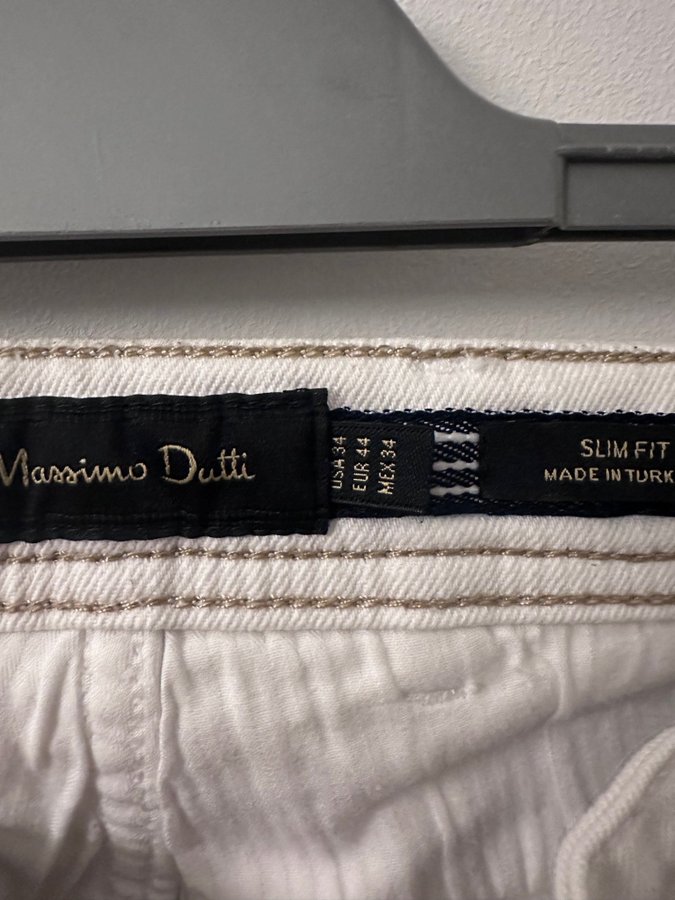 Massimo Dutti
USA 34
EUR 44
MEX 34
SLIM FIT
MADE IN TURK